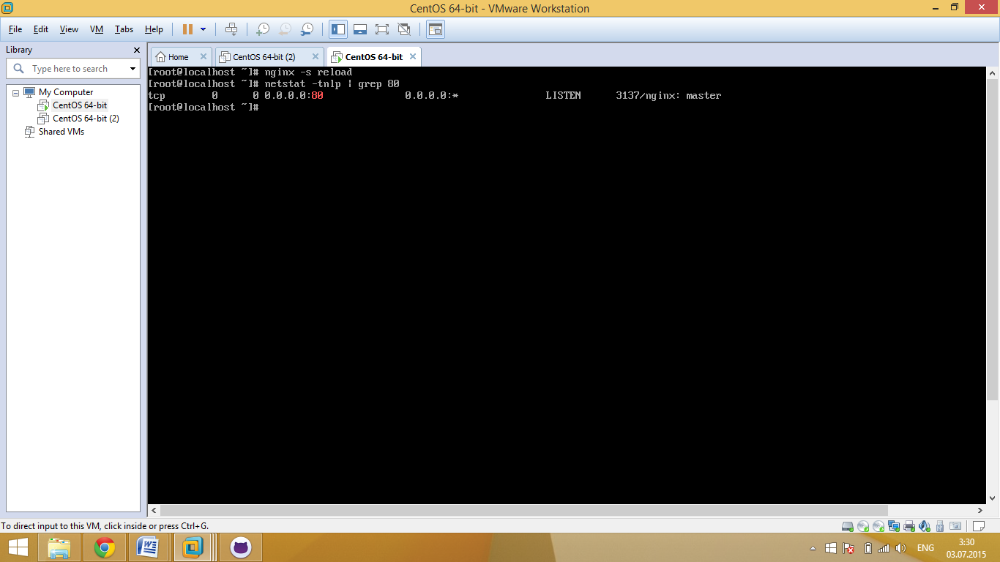 CentOS 64-bit - VMware Workstation
File Edit View VM Tabs Help
Library
Type here to search
My Computer
CentOS 64-bit
CentOS 64-bit (2)
Shared VMs
Home CentOS 64-bit (2) CentOS 64-bit
[root@localhost ~]# nginx -s reload
[root@localhost ~]# netstat -tnlp | grep 80
tcp 0 0 0.0.0.0:80 0.0.0.0:* LISTEN 3137/nginx: master
[root@localhost ~]#
To direct input to this VM, click inside or press Ctrl+G.
ENG
3:30
03.07.2015